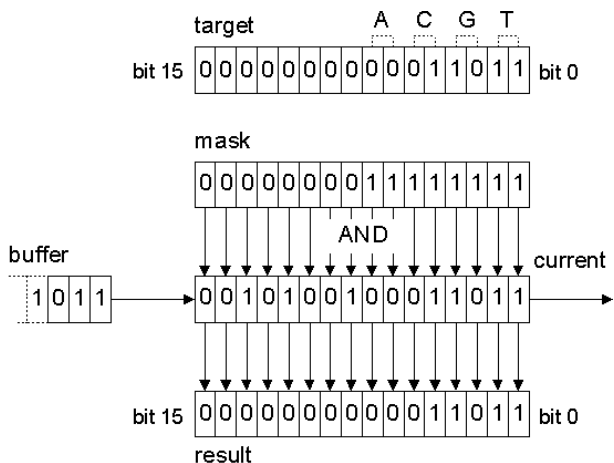 A C G T
target
bit 15 0 0 0 0 0 0 0 0 0 0 0 1 1 0 1 1 bit 0
mask
0 0 0 0 0 0 0 0 1 1 1 1 1 1 1 1
AND
buffer current
1 0 1 1 0 0 1 0 1 0 0 1 0 0 0 1 1 0 1 1
bit 15 0 0 0 0 0 0 0 0 0 0 0 1 1 0 1 1 bit 0
result